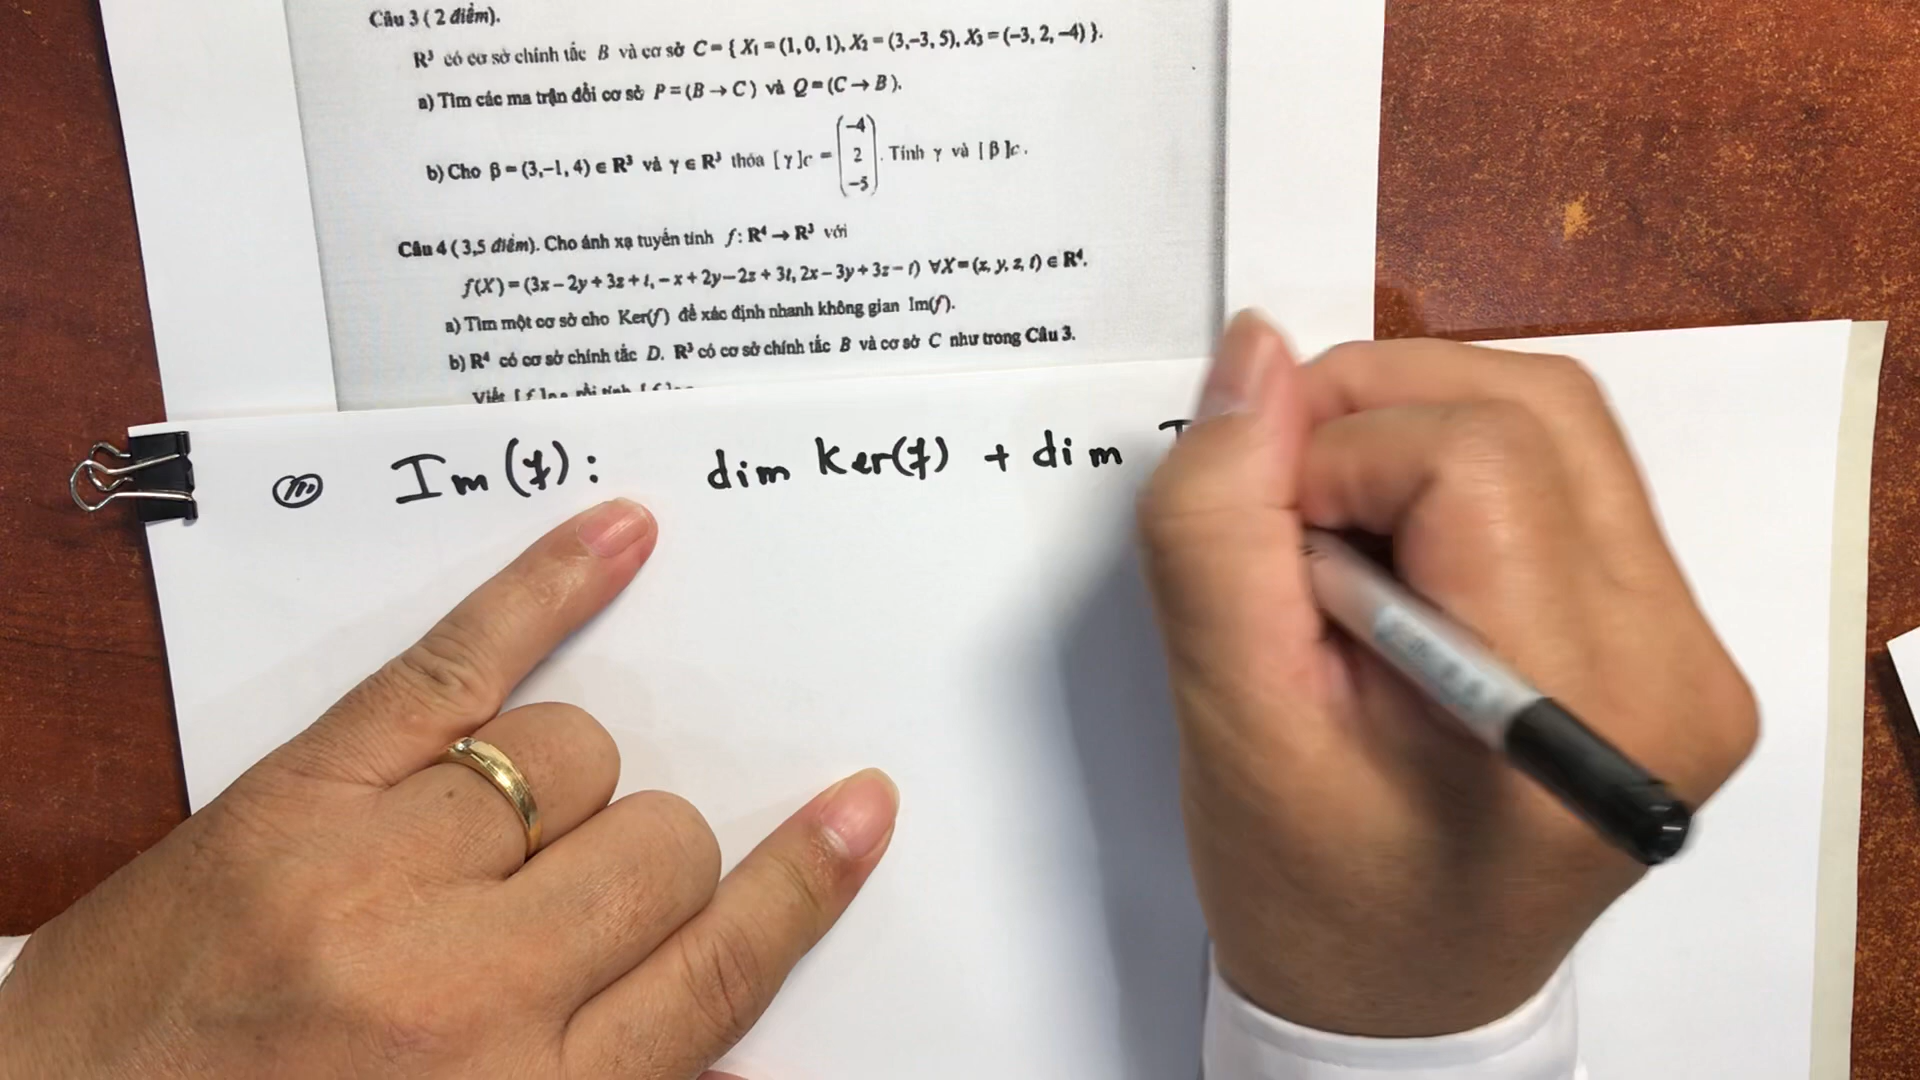 Câu 3 ( 2 điểm).
R³ có cơ sở chính tắc B và cơ sở C = { X₁ = (1, 0, 1), X₂ = (3,–3, 5), X₃ = (–3, 2, –4) }.
a) Tìm các ma trận đổi cơ sở P = (B → C ) và Q = (C → B ).
b) Cho β = (3,–1, 4) ∈ R³ và γ ∈ R³ thỏa [ γ ]c = (–4 2 –5). Tính γ và [ β ]c .
Câu 4 ( 3,5 điểm). Cho ánh xạ tuyến tính f : R⁴ → R³ với
f(X) = (3x – 2y + 3z + t, – x + 2y – 2z + 3t, 2x – 3y + 3z – t) ∀X = (x, y, z, t) ∈ R⁴.
a) Tìm một cơ sở cho Ker(f) để xác định nhanh không gian Im(f).
b) R⁴ có cơ sở chính tắc D. R³ có cơ sở chính tắc B và cơ sở C như trong Câu 3.
Viết [ f ] rồi tính [ f ]
Im (f) : dim Ker(f) + dim